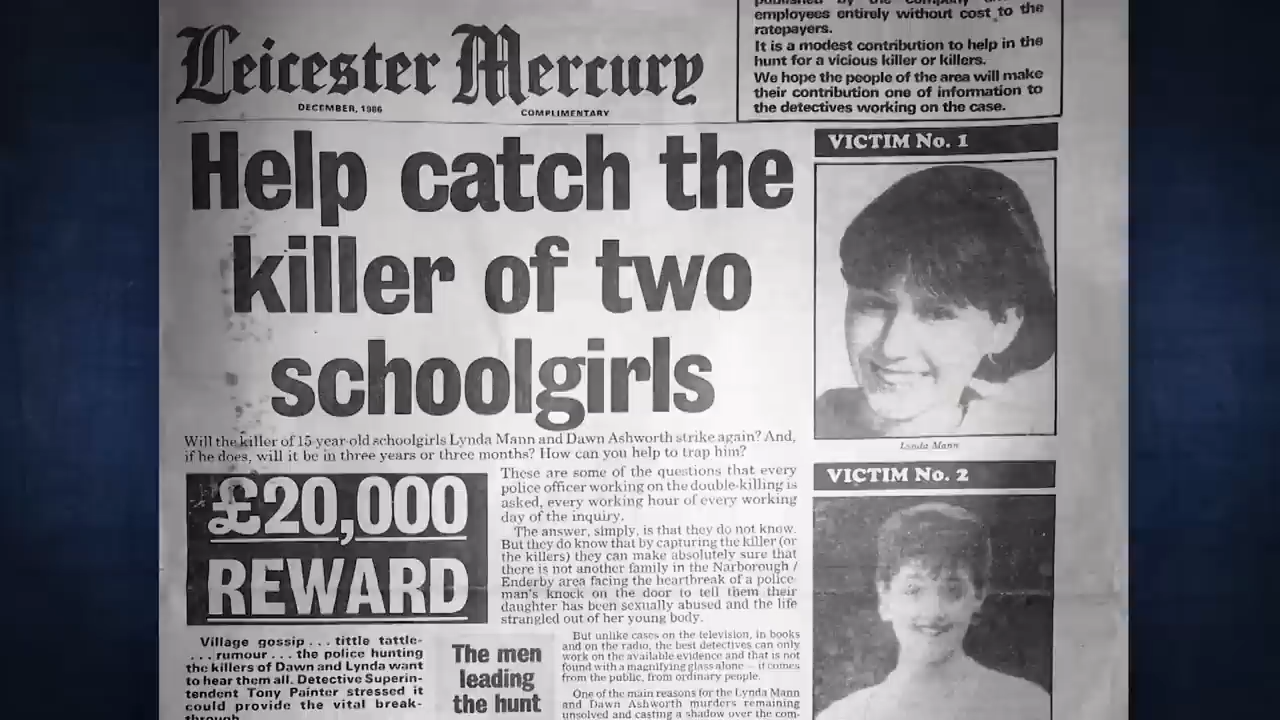 published by the company and
employees entirely without cost to the
ratepayers.
It is a modest contribution to help in the
hunt for a vicious killer or killers.
We hope the people of the area will make
their contribution one of information to
the detectives working on the case.
Leicester Mercury
DECEMBER, 1986
COMPLIMENTARY
Help catch the
killer of two
schoolgirls
Will the killer of 15 year old schoolgirls Lynda Mann and Dawn Ashworth strike again? And,
if he does, will it be in three years or three months? How can you help to trap him?
£20,000
REWARD
Village gossip . . . tittle tattle-
. . . rumour . . . the police hunting
the killers of Dawn and Lynda want
to hear them all. Detective Superin-
tendent Tony Painter stressed it
could provide the vital break-
through.
The men
leading
the hunt
These are some of the questions that every
police officer working on the double-killing is
asked, every working hour of every working
day of the inquiry.
The answer, simply, is that they do not know.
But they do know that by capturing the killer (or
the killers) they can make absolutely sure that
there is not another family in the Narborough /
Enderby area facing the heartbreak of a police-
man's knock on the door to tell them their
daughter has been sexually abused and the life
strangled out of her young body.
But unlike cases on the television, in books
and on the radio, the best detectives can only
work on the available evidence and that is not
found with a magnifying glass alone — it comes
from the public, from ordinary people.
One of the main reasons for the Lynda Mann
and Dawn Ashworth murders remaining
unsolved and casting a shadow over the com-
VICTIM No. 1
Lynda Mann
VICTIM No. 2